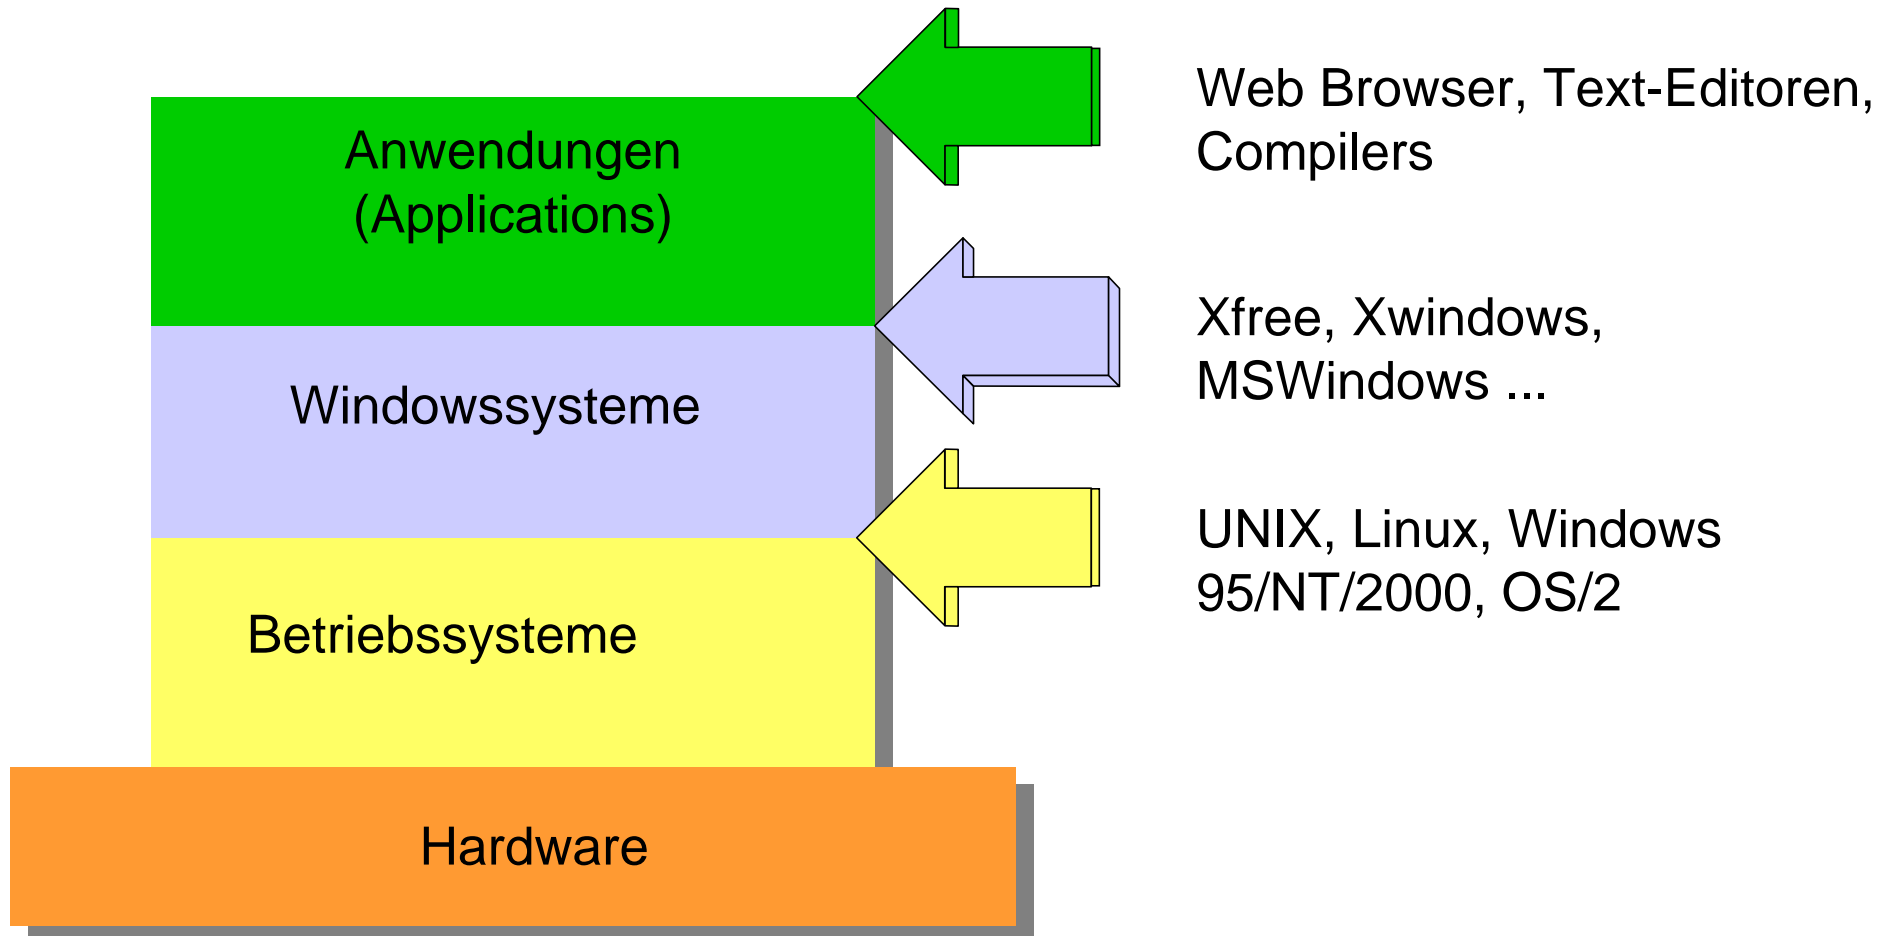 Anwendungen
(Applications)
Web Browser, Text-Editoren,
Compilers
Windowssysteme
Xfree, Xwindows,
MSWindows ...
Betriebssysteme
UNIX, Linux, Windows
95/NT/2000, OS/2
Hardware